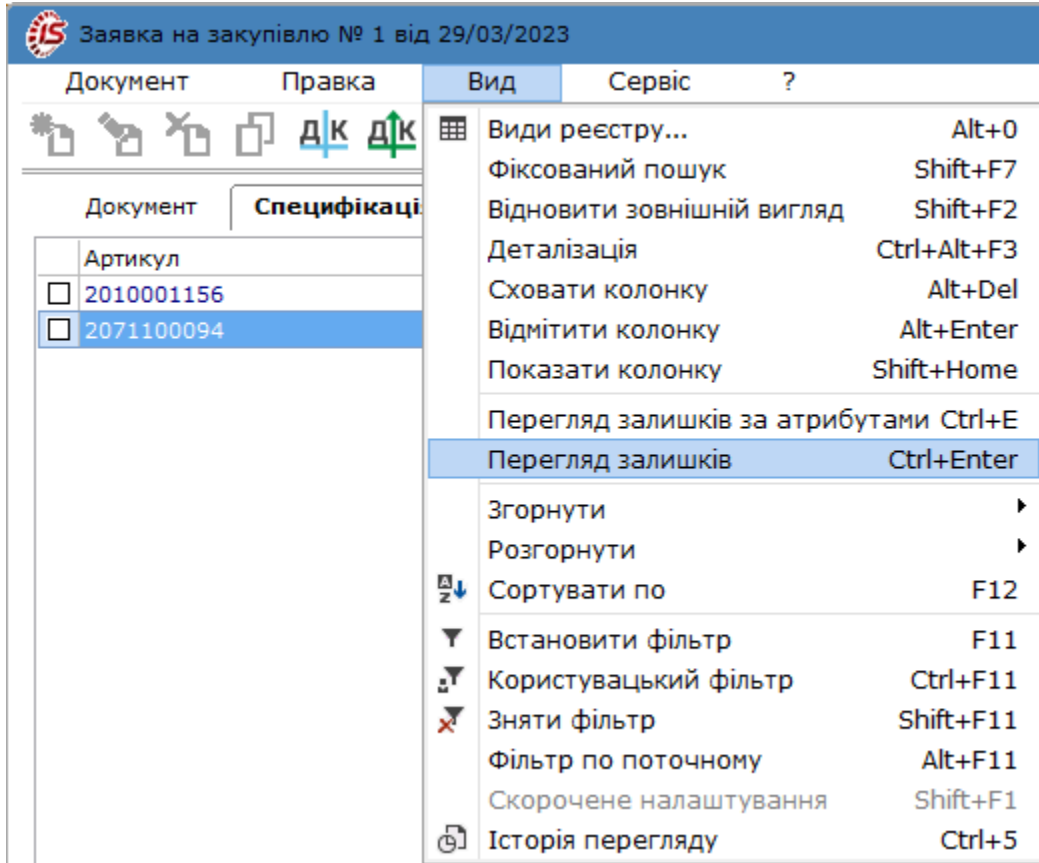 Заявка на закупівлю № 1 від 29/03/2023
Документ Правка Вид Сервіс ?
Д К Д К
Документ Специфікаці
Артикул
2010001156
2071100094
Види реєстру... Alt+0
Фіксований пошук Shift+F7
Відновити зовнішній вигляд Shift+F2
Деталізація Ctrl+Alt+F3
Сховати колонку Alt+Del
Відмітити колонку Alt+Enter
Показати колонку Shift+Home
Перегляд залишків за атрибутами Ctrl+E
Перегляд залишків Ctrl+Enter
Згорнути
Розгорнути
Сортувати по F12
Встановити фільтр F11
Користувацький фільтр Ctrl+F11
Зняти фільтр Shift+F11
Фільтр по поточному Alt+F11
Скорочене налаштування Shift+F1
Історія перегляду Ctrl+5